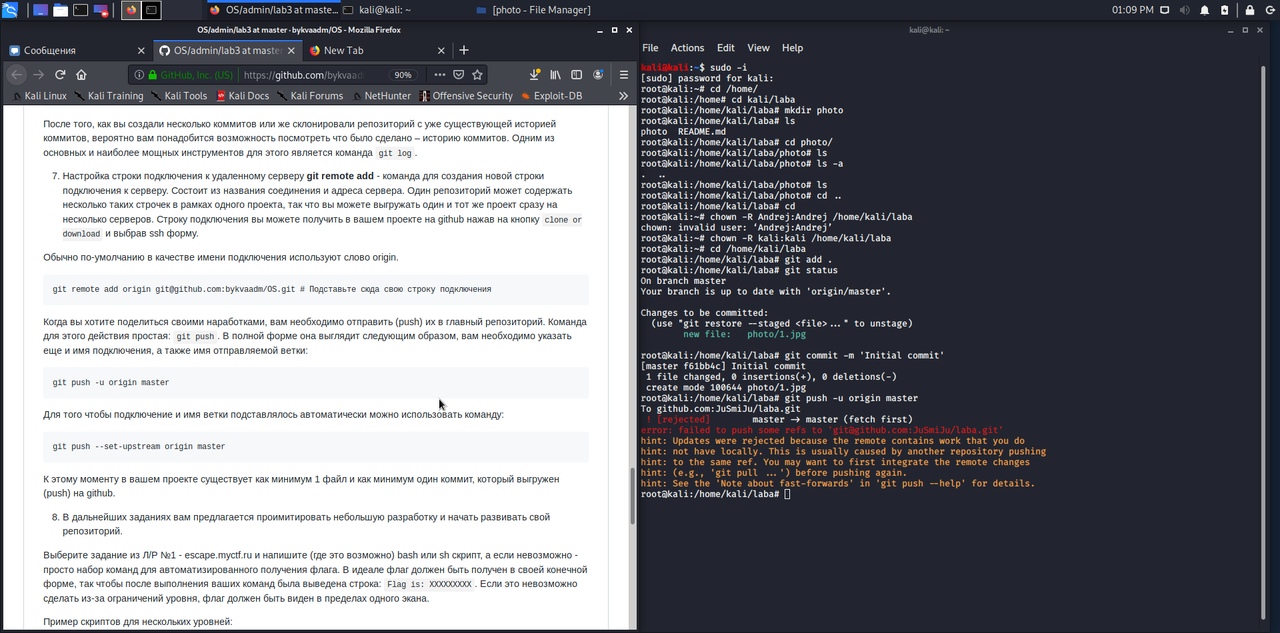 OS/admin/lab3 at maste...
kali@kali: ~
[photo - File Manager]
01:09 PM
OS/admin/lab3 at master · bykvaadm/OS - Mozilla Firefox
kali@kali: ~
Сообщения
OS/admin/lab3 at master
New Tab
File Actions Edit View Help
GitHub, Inc. (US)
https://github.com/bykvaad
90%
Kali Linux
Kali Training
Kali Tools
Kali Docs
Kali Forums
NetHunter
Offensive Security
Exploit-DB
После того, как вы создали несколько коммитов или же склонировали репозиторий с уже существующей историей
коммитов, вероятно вам понадобится возможность посмотреть что было сделано – историю коммитов. Одним из
основных и наиболее мощных инструментов для этого является команда git log.
7. Настройка строки подключения к удаленному серверу git remote add - команда для создания новой строки
подключения к серверу. Состоит из названия соединения и адреса сервера. Один репозиторий может содержать
несколько таких строчек в рамках одного проекта, так что вы можете выгружать один и тот же проект сразу на
несколько серверов. Строку подключения вы можете получить в вашем проекте на github нажав на кнопку clone or
download и выбрав ssh форму.
Обычно по-умолчанию в качестве имени подключения используют слово origin.
git remote add origin git@github.com:bykvaadm/OS.git # Подставьте сюда свою строку подключения
Когда вы хотите поделиться своими наработками, вам необходимо отправить (push) их в главный репозиторий. Команда
для этого действия простая: git push. В полной форме она выглядит следующим образом, вам необходимо указать
еще и имя подключения, а также имя отправляемой ветки:
git push -u origin master
Для того чтобы подключение и имя ветки подставлялось автоматически можно использовать команду:
git push --set-upstream origin master
К этому моменту в вашем проекте существует как минимум 1 файл и как минимум один коммит, который выгружен
(push) на github.
8. В дальнейших заданиях вам предлагается проимитировать небольшую разработку и начать развивать свой
репозиторий.
Выберите задание из Л/Р №1 - escape.myctf.ru и напишите (где это возможно) bash или sh скрипт, а если невозможно -
просто набор команд для автоматизированного получения флага. В идеале флаг должен быть получен в своей конечной
форме, так чтобы после выполнения ваших команд была выведена строка: Flag is: XXXXXXXXX. Если это невозможно
сделать из-за ограничений уровня, флаг должен быть виден в пределах одного экана.
Пример скриптов для нескольких уровней:
kali@kali:~$ sudo -i
[sudo] password for kali:
root@kali:~# cd /home/
root@kali:/home# cd kali/laba
root@kali:/home/kali/laba# mkdir photo
root@kali:/home/kali/laba# ls
photo README.md
root@kali:/home/kali/laba# cd photo/
root@kali:/home/kali/laba/photo# ls
root@kali:/home/kali/laba/photo# ls -a
. ..
root@kali:/home/kali/laba/photo# ls
root@kali:/home/kali/laba/photo# cd ..
root@kali:/home/kali/laba# cd
root@kali:~# chown -R Andrej:Andrej /home/kali/laba
chown: invalid user: ‘Andrej:Andrej’
root@kali:~# chown -R kali:kali /home/kali/laba
root@kali:~# cd /home/kali/laba
root@kali:/home/kali/laba# git add .
root@kali:/home/kali/laba# git status
On branch master
Your branch is up to date with 'origin/master'.
Changes to be committed:
(use "git restore --staged <file>..." to unstage)
new file: photo/1.jpg
root@kali:/home/kali/laba# git commit -m 'Initial commit'
[master f61bb4c] Initial commit
1 file changed, 0 insertions(+), 0 deletions(-)
create mode 100644 photo/1.jpg
root@kali:/home/kali/laba# git push -u origin master
To github.com:JuSmiJu/laba.git
! [rejected] master -> master (fetch first)
error: failed to push some refs to 'git@github.com:JuSmiJu/laba.git'
hint: Updates were rejected because the remote contains work that you do
hint: not have locally. This is usually caused by another repository pushing
hint: to the same ref. You may want to first integrate the remote changes
hint: (e.g., 'git pull ...') before pushing again.
hint: See the 'Note about fast-forwards' in 'git push --help' for details.
root@kali:/home/kali/laba#